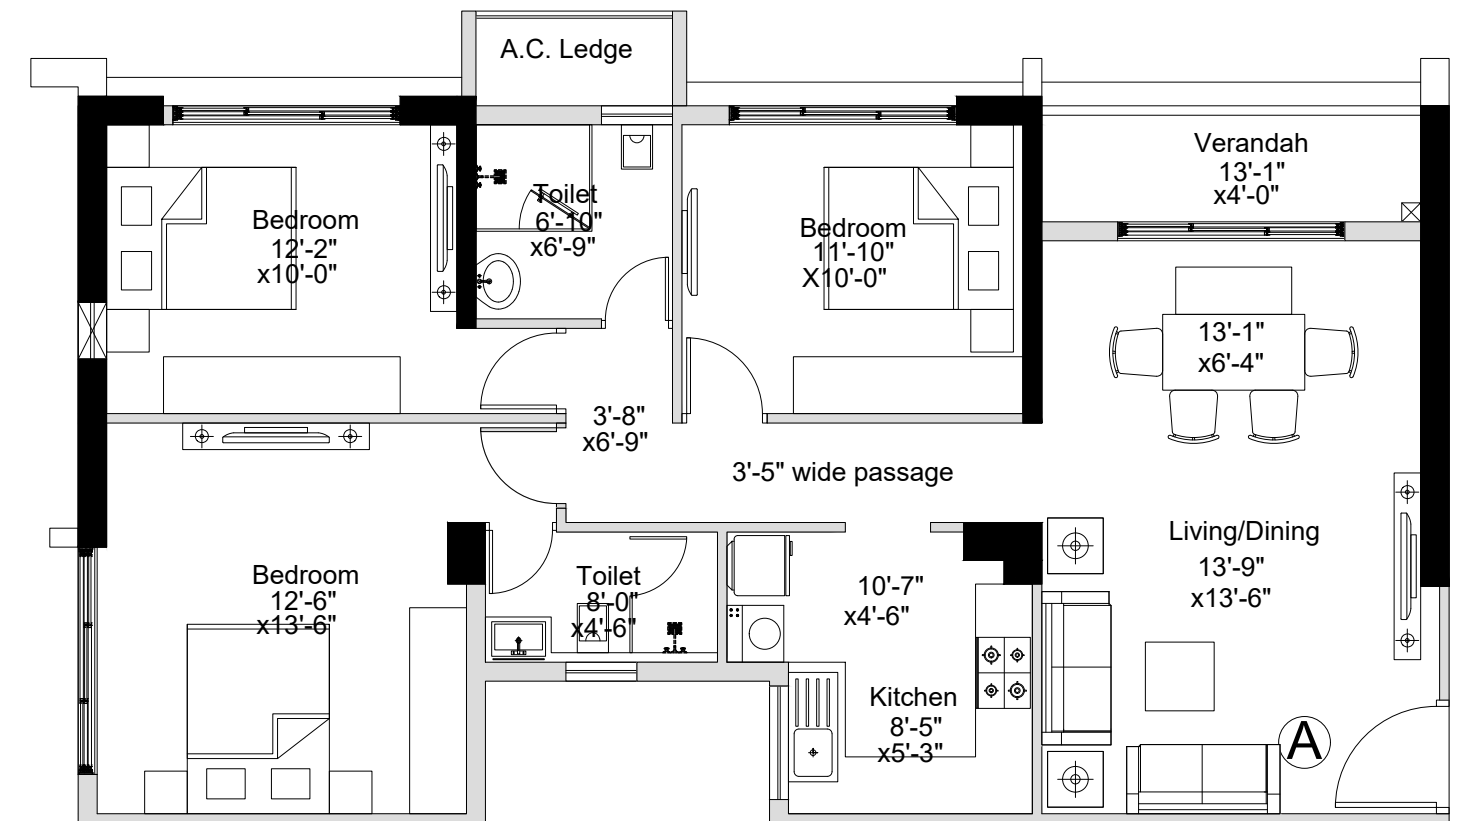 A.C. Ledge
Verandah
13'-1"
x4'-0"
Toilet
6'-10"
x6'-9"
Bedroom
12'-2"
x10'-0"
Bedroom
11'-10"
X10'-0"
13'-1"
x6'-4"
3'-8"
x6'-9"
3'-5" wide passage
Living/Dining
13'-9"
x13'-6"
Bedroom
12'-6"
x13'-6"
Toilet
8'-0"
x4'-6"
10'-7"
x4'-6"
Kitchen
8'-5"
x5'-3"
A